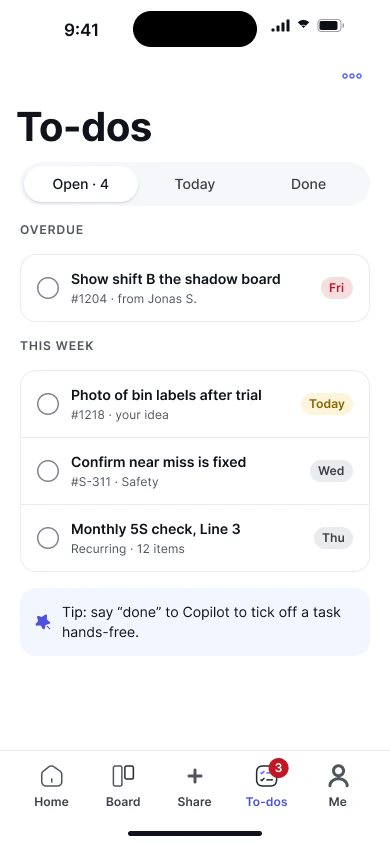 9:41
To-dos
Open · 4
Today
Done
OVERDUE
Show shift B the shadow board
#1204 · from Jonas S.
Fri
THIS WEEK
Photo of bin labels after trial
#1218 · your idea
Today
Confirm near miss is fixed
#S-311 · Safety
Wed
Monthly 5S check, Line 3
Recurring · 12 items
Thu
Tip: say “done” to Copilot to tick off a task
hands-free.
3
Home
Board
Share
To-dos
Me